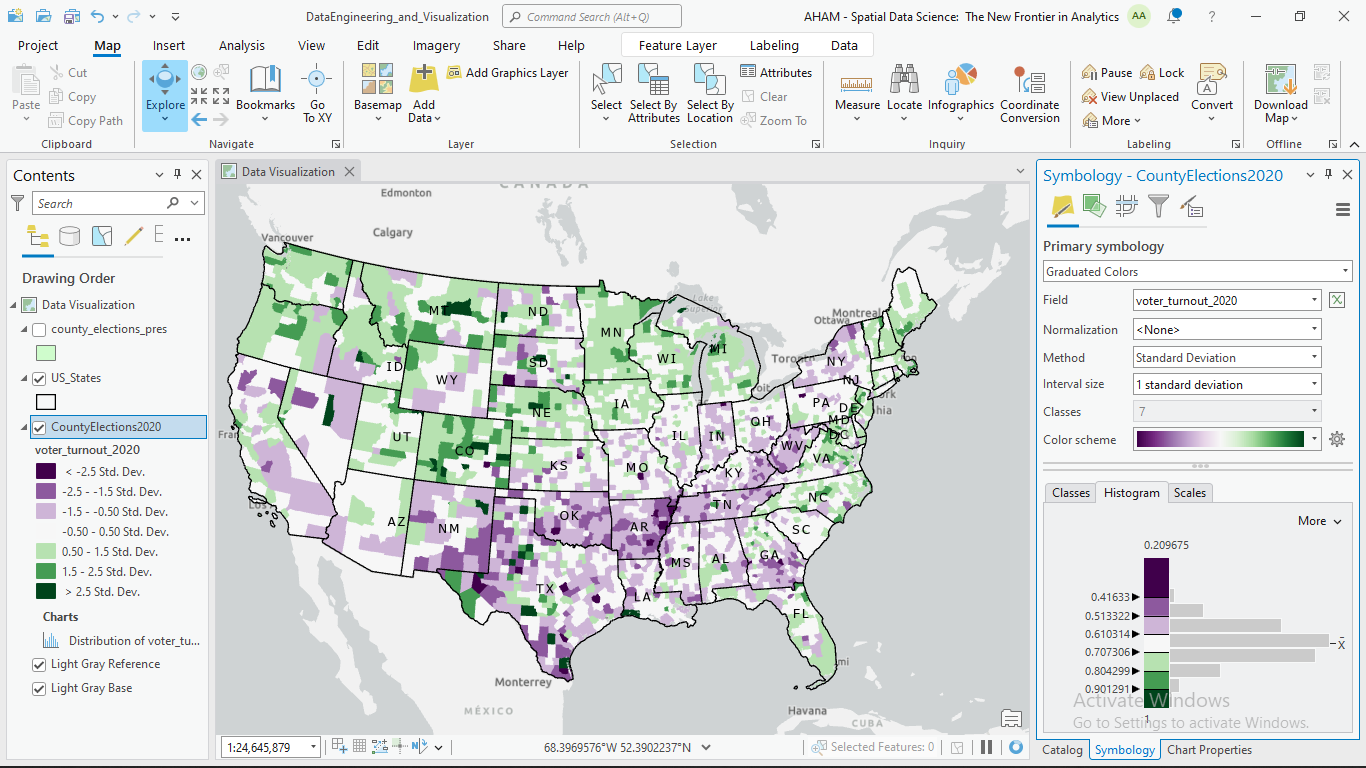 DataEngineering_and_Visualization
Command Search (Alt+Q)
AHAM - Spatial Data Science: The New Frontier in Analytics
AA
Project Map Insert Analysis View Edit Imagery Share Help Feature Layer Labeling Data
Paste
Cut
Copy
Copy Path
Clipboard
Explore
Bookmarks
Go To XY
Navigate
Basemap
Add Data
Add Graphics Layer
Layer
Select
Select By Attributes
Select By Location
Attributes
Clear
Zoom To
Selection
Measure
Locate
Infographics
Coordinate Conversion
Inquiry
Pause
Lock
View Unplaced
More
Convert
Labeling
Download Map
Offline
Contents
Search
Drawing Order
Data Visualization
county_elections_pres
US_States
CountyElections2020
voter_turnout_2020
< -2.5 Std. Dev.
-2.5 - -1.5 Std. Dev.
-1.5 - -0.50 Std. Dev.
-0.50 - 0.50 Std. Dev.
0.50 - 1.5 Std. Dev.
1.5 - 2.5 Std. Dev.
> 2.5 Std. Dev.
Charts
Distribution of voter_tu...
Light Gray Reference
Light Gray Base
Data Visualization
CANADA
Edmonton
Calgary
Vancouver
Lake
Superior
Montreal
Ottawa
Toronto
MT
ND
MN
WI
MI
ID
WY
SD
NY
NE
IA
PA
NJ
DE
MD
DC
UT
CO
IL
IN
OH
WV
VA
KS
MO
KY
NC
TN
AZ
NM
OK
AR
SC
MS
AL
GA
TX
LA
FL
Los
Fran
oit
ork
hia
on
mi
Monterrey
MÉXICO
Havana
CUBA
1:24,645,879
68.3969576°W 52.3902237°N
Selected Features: 0
Symbology - CountyElections2020
Primary symbology
Graduated Colors
Field voter_turnout_2020
Normalization <None>
Method Standard Deviation
Interval size 1 standard deviation
Classes 7
Color scheme
Classes Histogram Scales
More
0.209675
0.41633
0.513322
0.610314
0.707306
0.804299
0.901291
1
x̄
Activate Windows
Go to Settings to activate Windows.
Catalog Symbology Chart Properties